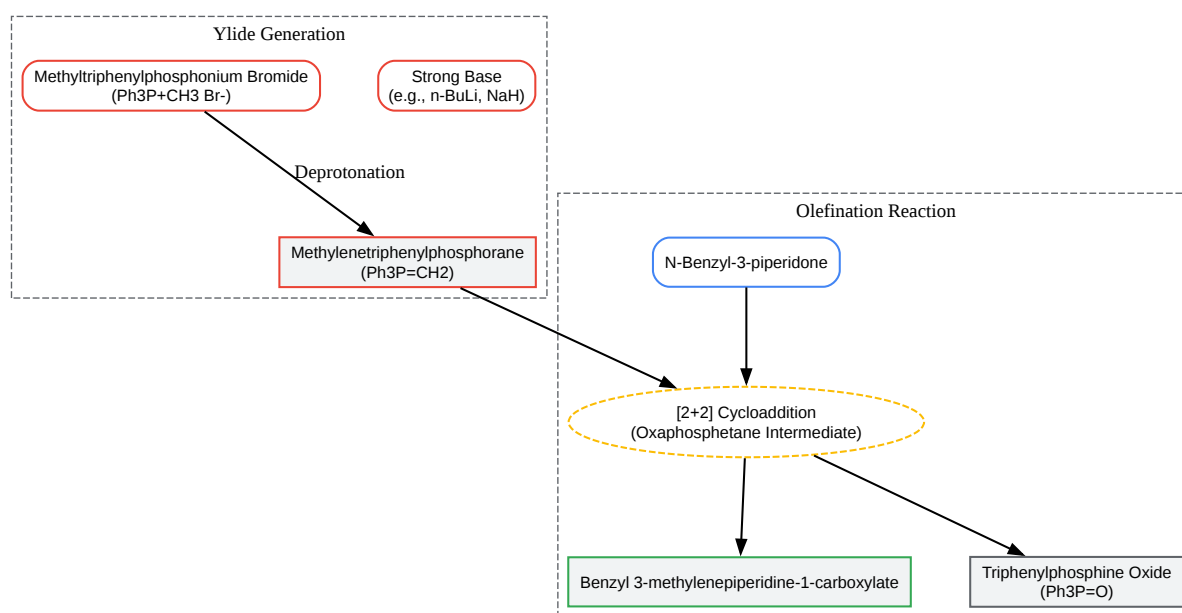 Ylide Generation
Methyltriphenylphosphonium Bromide
(Ph3P+CH3 Br-)
Strong Base
(e.g., n-BuLi, NaH)
Deprotonation
Methylenetriphenylphosphorane
(Ph3P=CH2)
Olefination Reaction
N-Benzyl-3-piperidone
[2+2] Cycloaddition
(Oxaphosphetane Intermediate)
Benzyl 3-methylenepiperidine-1-carboxylate
Triphenylphosphine Oxide
(Ph3P=O)